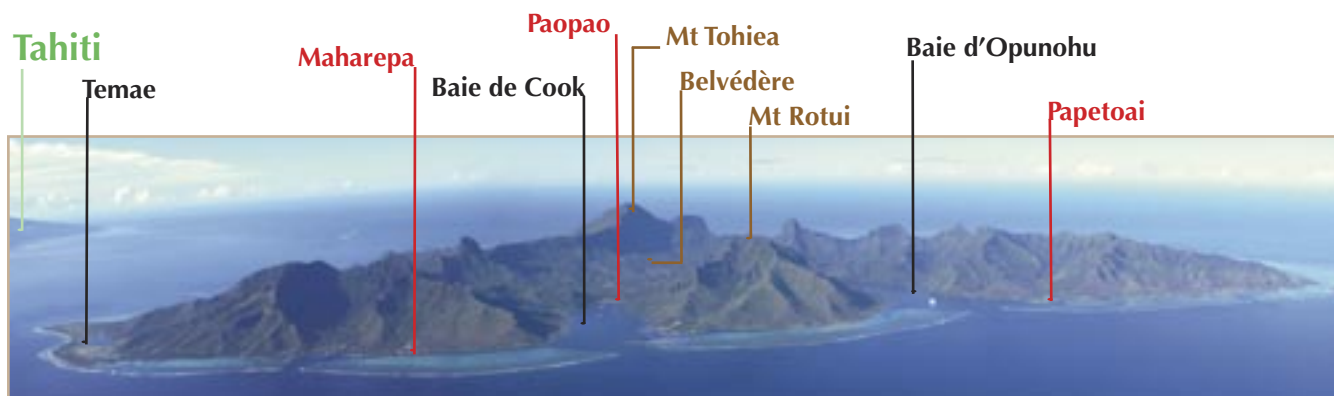 Tahiti
Temae
Maharepa
Baie de Cook
Paopao
Mt Tohiea
Belvédère
Mt Rotui
Baie d’Opunohu
Papetoai